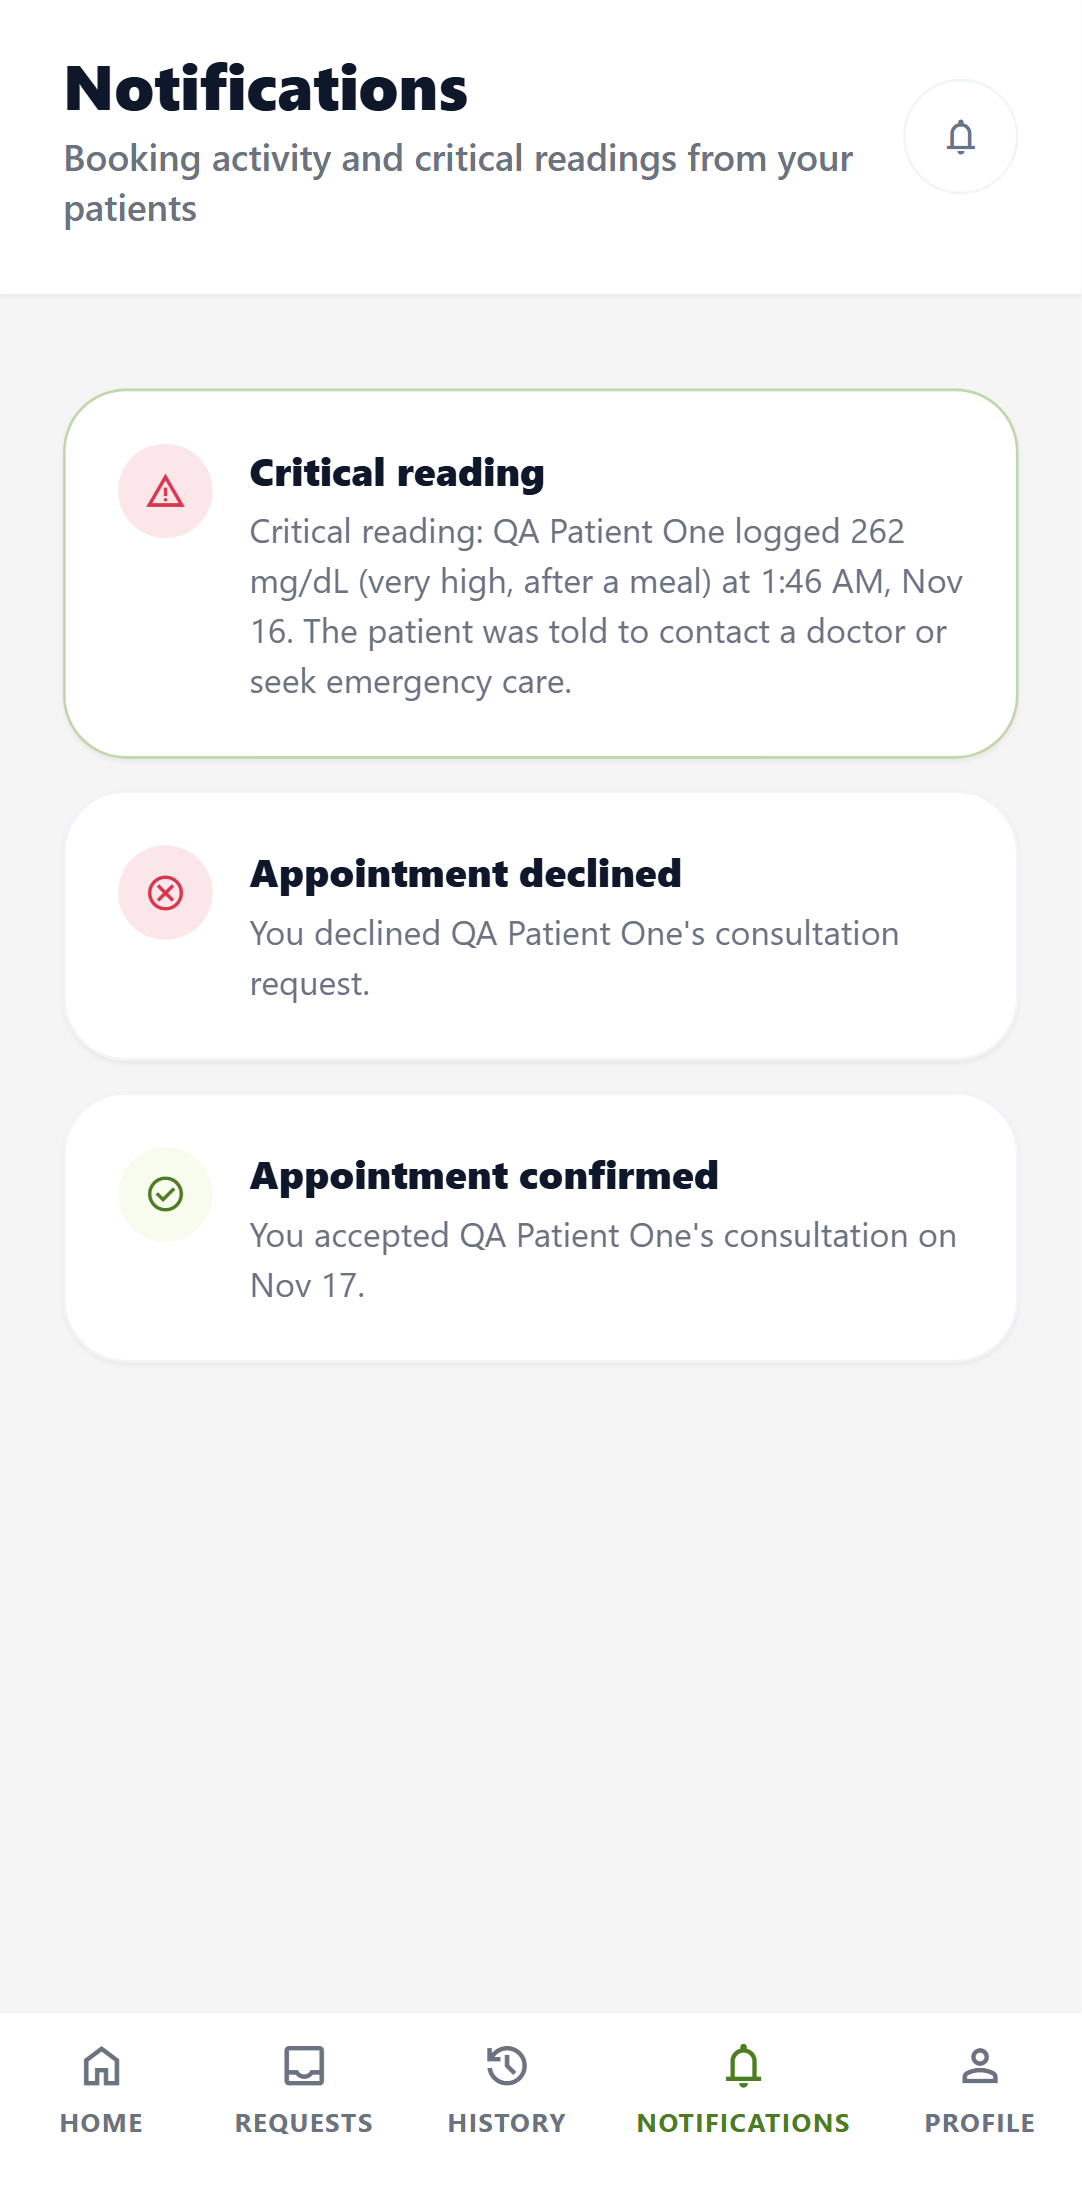 Notifications
Booking activity and critical readings from your
patients
Critical reading
Critical reading: QA Patient One logged 262
mg/dL (very high, after a meal) at 1:46 AM, Nov
16. The patient was told to contact a doctor or
seek emergency care.
Appointment declined
You declined QA Patient One's consultation
request.
Appointment confirmed
You accepted QA Patient One's consultation on
Nov 17.
HOME
REQUESTS
HISTORY
NOTIFICATIONS
PROFILE